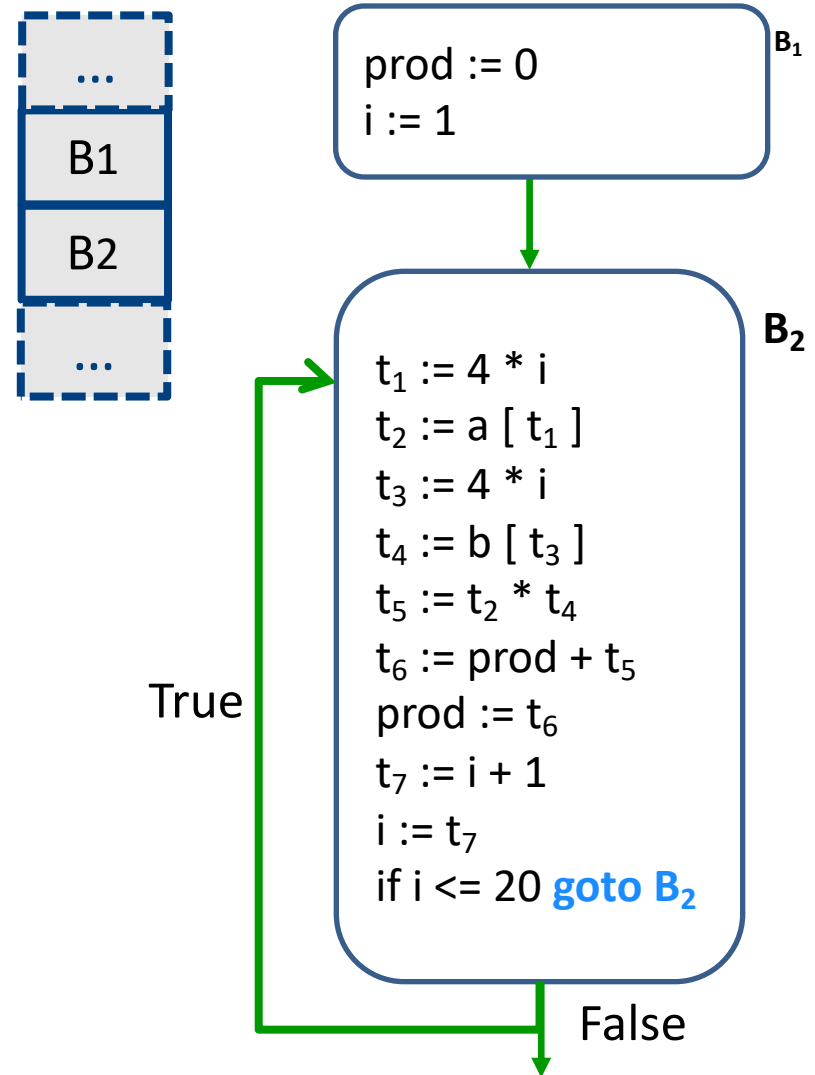 ...
B1
B2
...
B₁
prod := 0
i := 1
B₂
t₁ := 4 * i
t₂ := a [ t₁ ]
t₃ := 4 * i
t₄ := b [ t₃ ]
t₅ := t₂ * t₄
t₆ := prod + t₅
prod := t₆
t₇ := i + 1
i := t₇
if i <= 20 goto B₂
True
False